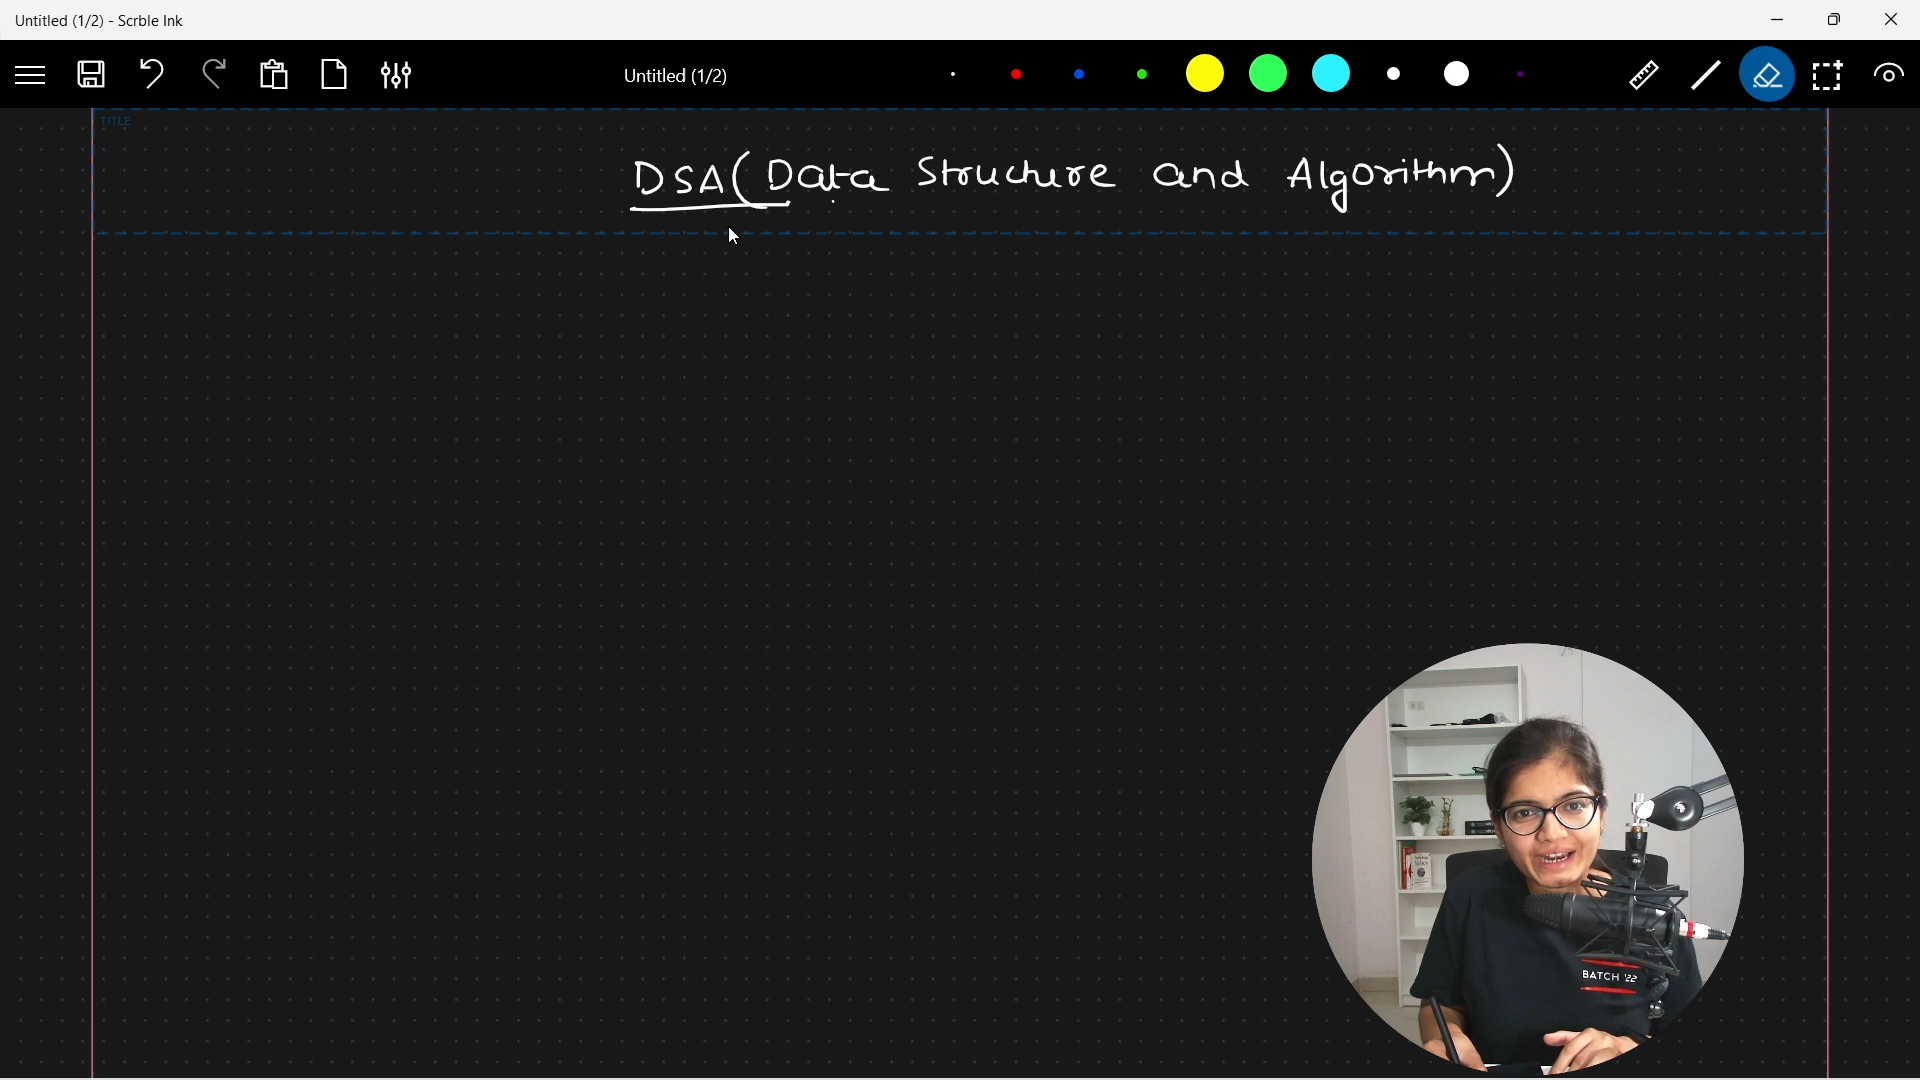 Untitled (1/2) - Scrble Ink
Untitled (1/2)
TITLE
DSA(Data Structure and Algorithm)
BATCH '22